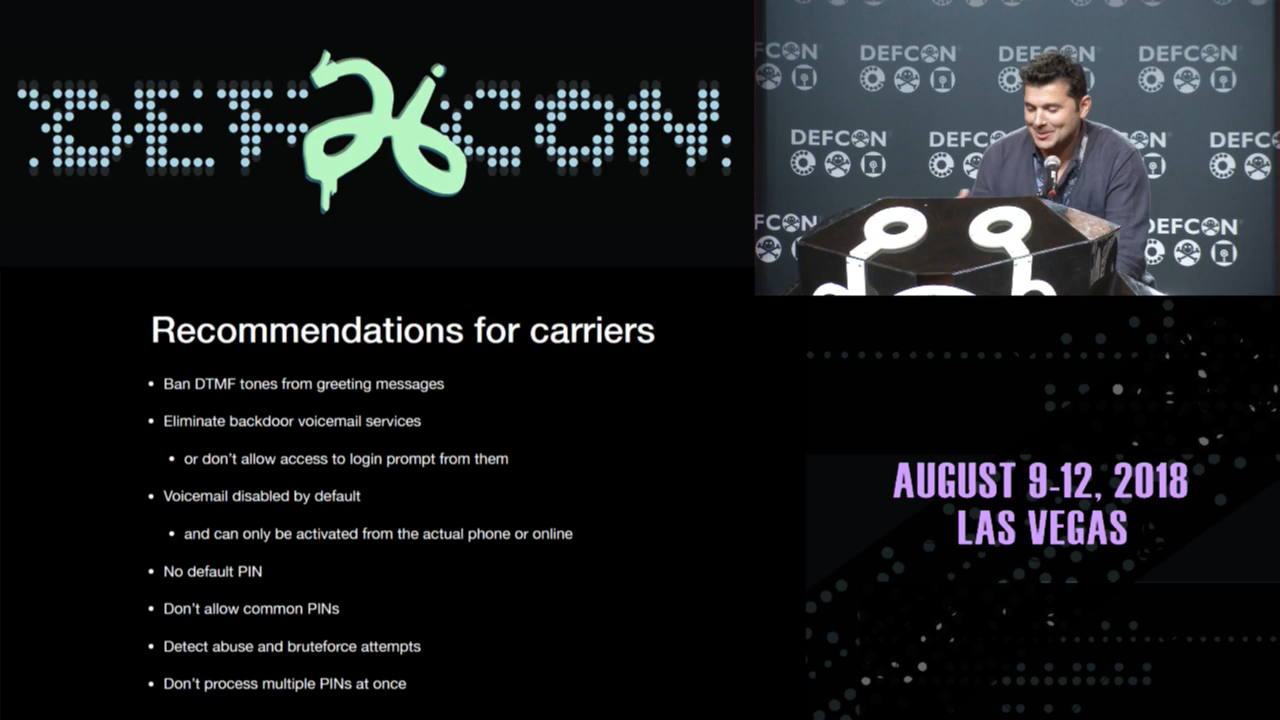 DEF 26 CON
DEFCON DEFCON DEFCON DEFCON
DEFCON DEFCON DEFCON
DEFCON DEFCON
Recommendations for carriers
• Ban DTMF tones from greeting messages
• Eliminate backdoor voicemail services
• or don't allow access to login prompt from them
• Voicemail disabled by default
• and can only be activated from the actual phone or online
• No default PIN
• Don't allow common PINs
• Detect abuse and bruteforce attempts
• Don't process multiple PINs at once
AUGUST 9-12, 2018
LAS VEGAS